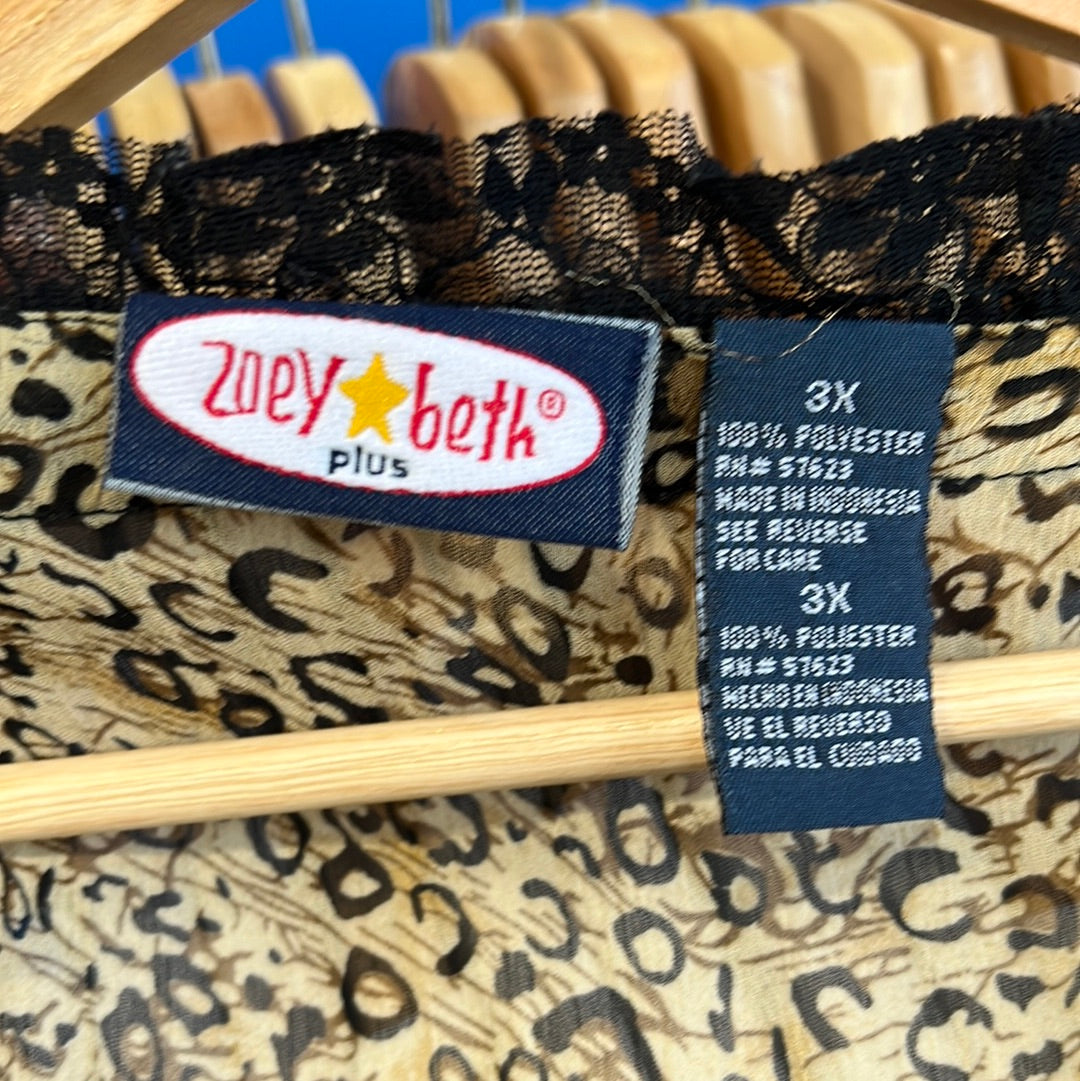 zoey beth®
plus
3X
100% POLYESTER
RN# 57623
MADE IN INDONESIA
SEE REVERSE
FOR CARE
3X
100% POLIESTER
RN# 57623
HECHO EN INDONESIA
VE EL REVERSO
PARA EL CUIDADO